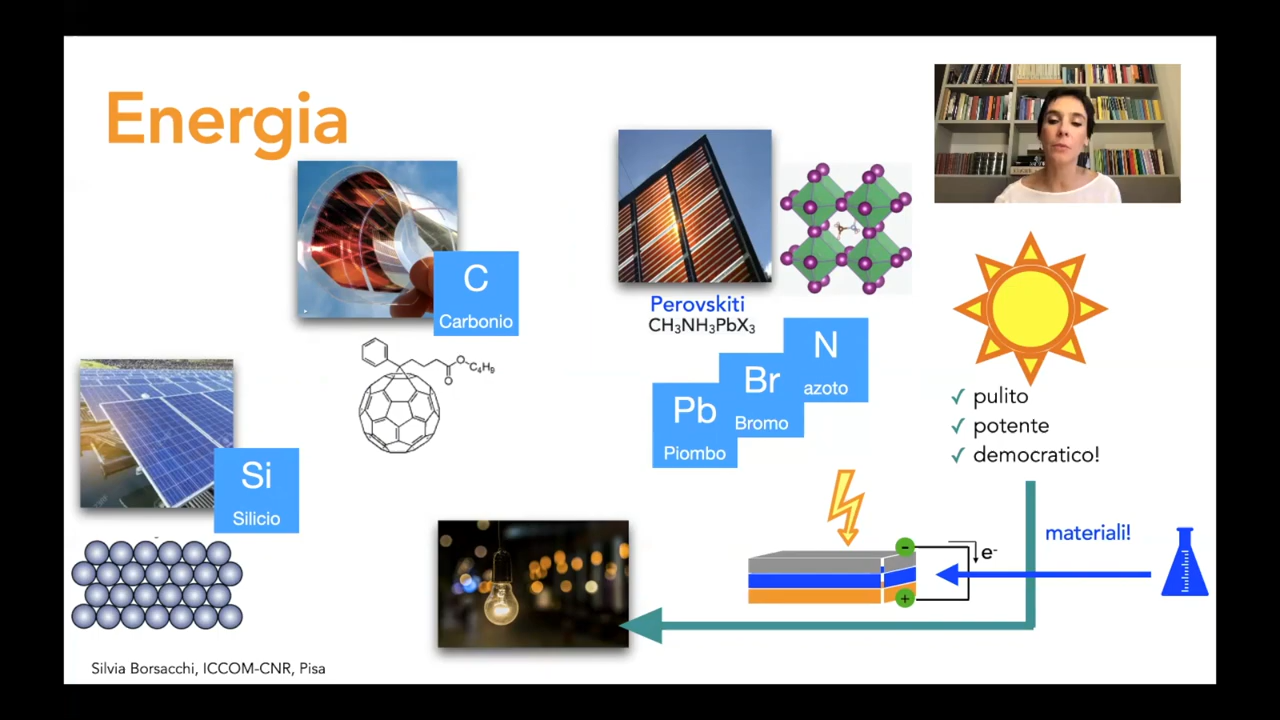 Energia
C
Carbonio
O
O
C₄H₉
Si
Silicio
Perovskiti
CH₃NH₃PbX₃
N
azoto
Br
Bromo
Pb
Piombo
✓ pulito
✓ potente
✓ democratico!
materiali!
−
e⁻
+
Silvia Borsacchi, ICCOM-CNR, Pisa